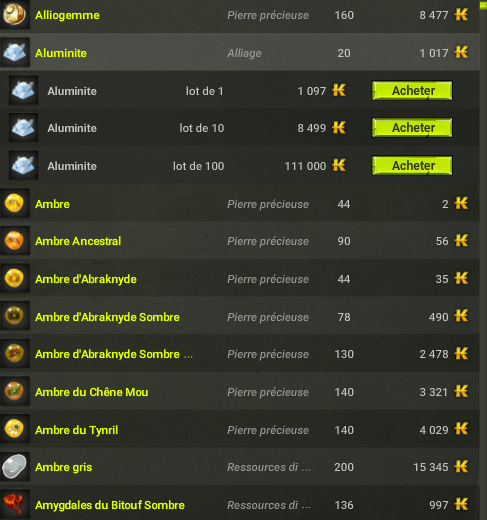 Alliogemme Pierre précieuse 160 8 477
Aluminite Alliage 20 1 017
Aluminite lot de 1 1 097 Acheter
Aluminite lot de 10 8 499 Acheter
Aluminite lot de 100 111 000 Acheter
Ambre Pierre précieuse 44 2
Ambre Ancestral Pierre précieuse 90 56
Ambre d'Abraknyde Pierre précieuse 44 35
Ambre d'Abraknyde Sombre Pierre précieuse 78 490
Ambre d'Abraknyde Sombre ... Pierre précieuse 130 2 478
Ambre du Chêne Mou Pierre précieuse 140 3 321
Ambre du Tynril Pierre précieuse 140 4 029
Ambre gris Ressources di ... 200 15 345
Amygdales du Bitouf Sombre Ressources di ... 136 997